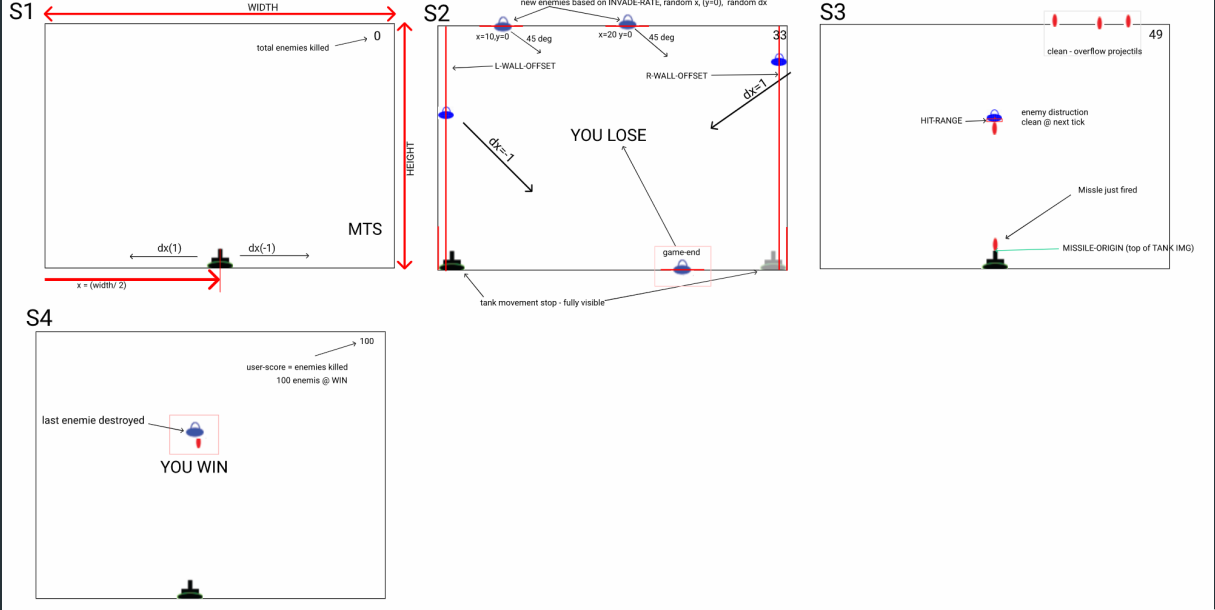 S1
WIDTH
total enemies killed
0
HEIGHT
MTS
dx(1)
dx(-1)
x = (width/ 2)
S2
new enemies based on INVADE-RATE, random x, (y=0), random dx
x=10,y=0
45 deg
x=20 y=0
45 deg
33
L-WALL-OFFSET
R-WALL-OFFSET
dx=1
dx=-1
YOU LOSE
game-end
tank movement stop - fully visible
S3
49
clean - overflow projectils
HIT-RANGE
enemy distruction
clean @ next tick
Missle just fired
MISSILE-ORIGIN (top of TANK IMG)
S4
100
user-score = enemies killed
100 enemis @ WIN
last enemie destroyed
YOU WIN